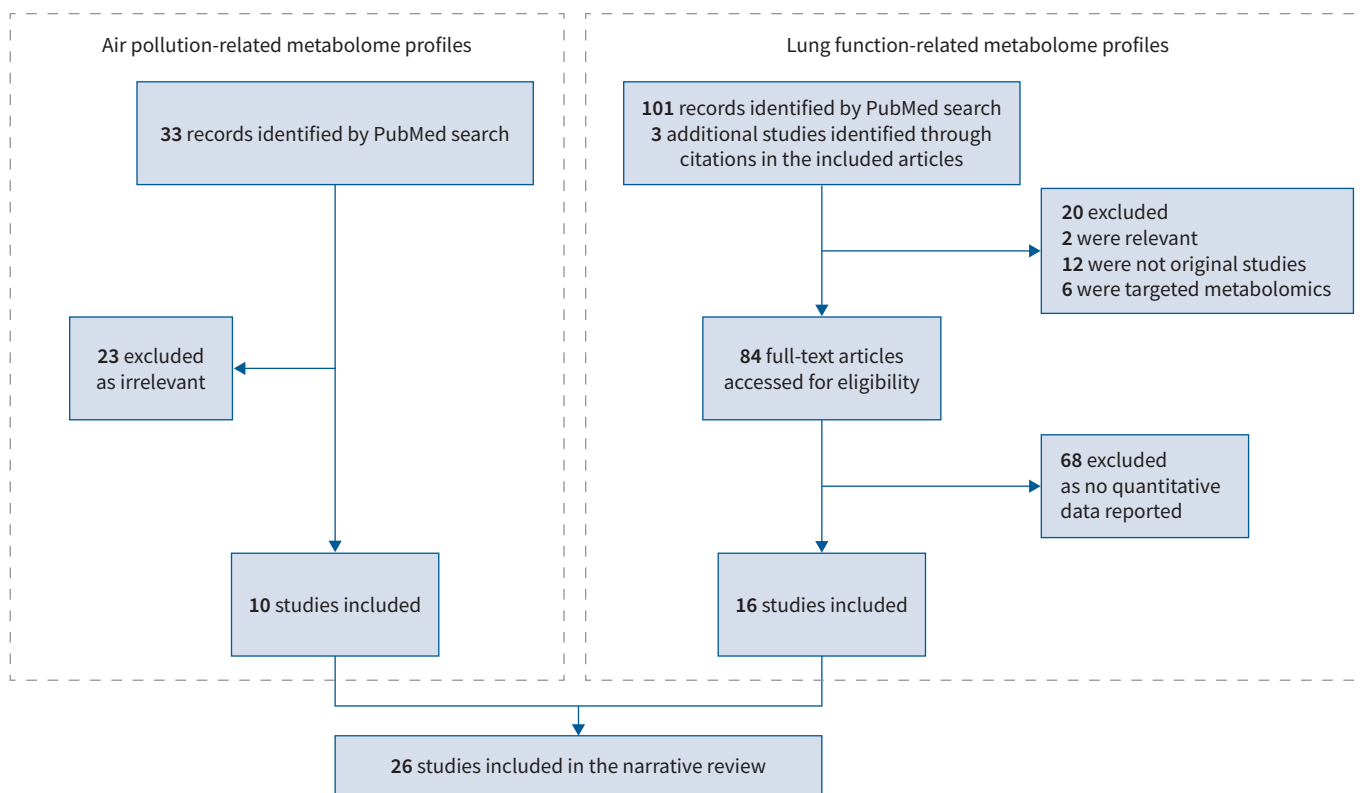 Air pollution-related metabolome profiles
33 records identified by PubMed search
23 excluded
as irrelevant
10 studies included
Lung function-related metabolome profiles
101 records identified by PubMed search
3 additional studies identified through
citations in the included articles
20 excluded
2 were relevant
12 were not original studies
6 were targeted metabolomics
84 full-text articles
accessed for eligibility
68 excluded
as no quantitative
data reported
16 studies included
26 studies included in the narrative review